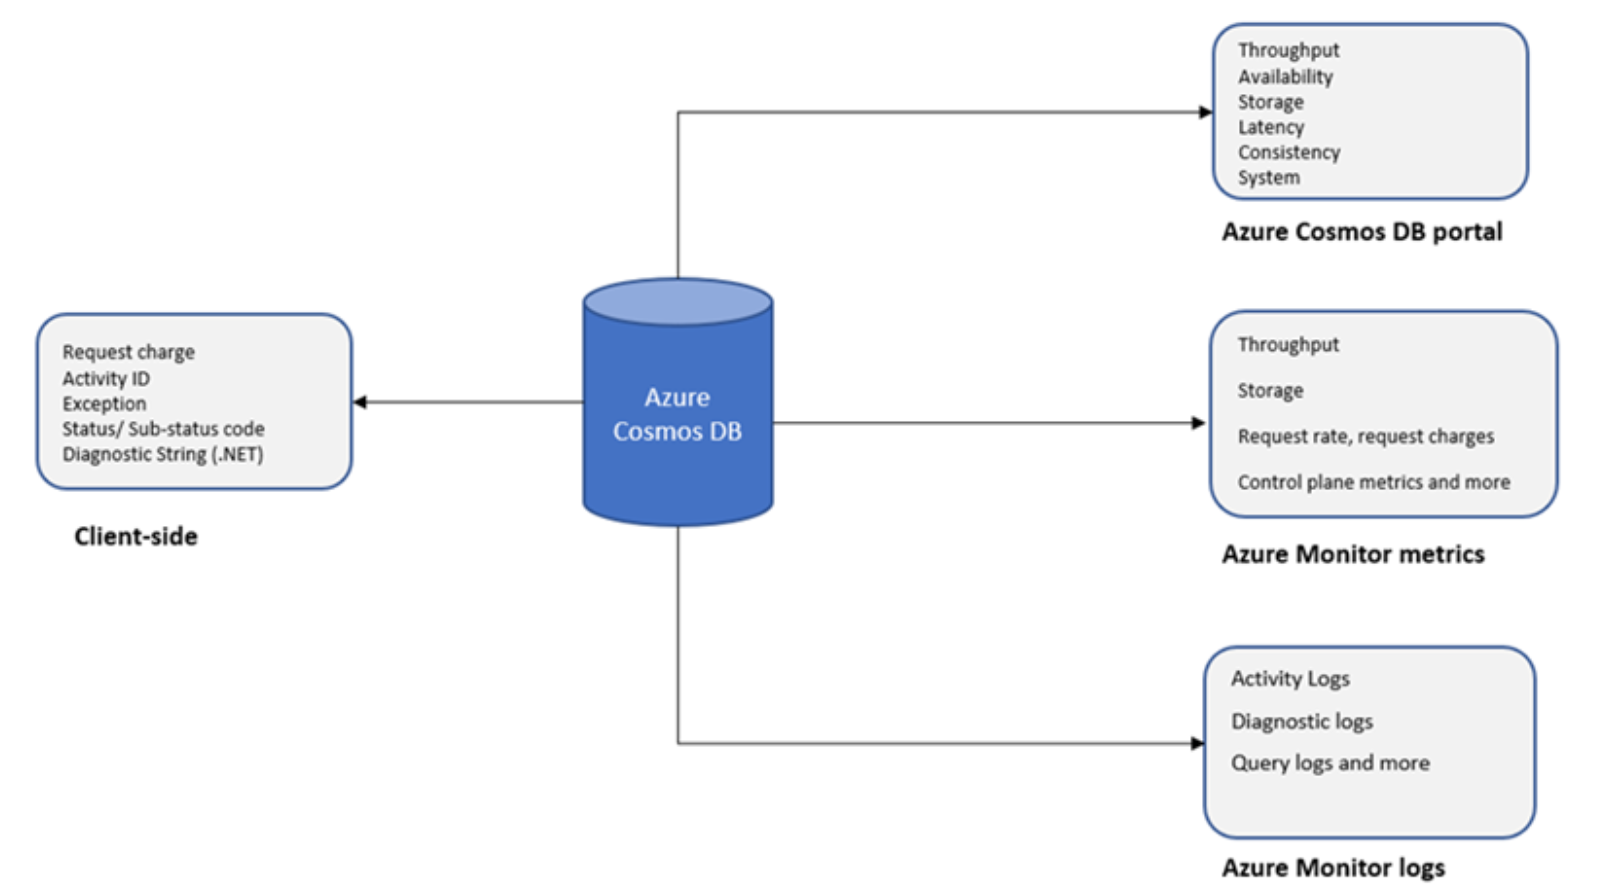 Throughput
Availability
Storage
Latency
Consistency
System
Azure Cosmos DB portal
Request charge
Activity ID
Exception
Status/ Sub-status code
Diagnostic String (.NET)
Client-side
Azure
Cosmos DB
Throughput
Storage
Request rate, request charges
Control plane metrics and more
Azure Monitor metrics
Activity Logs
Diagnostic logs
Query logs and more
Azure Monitor logs